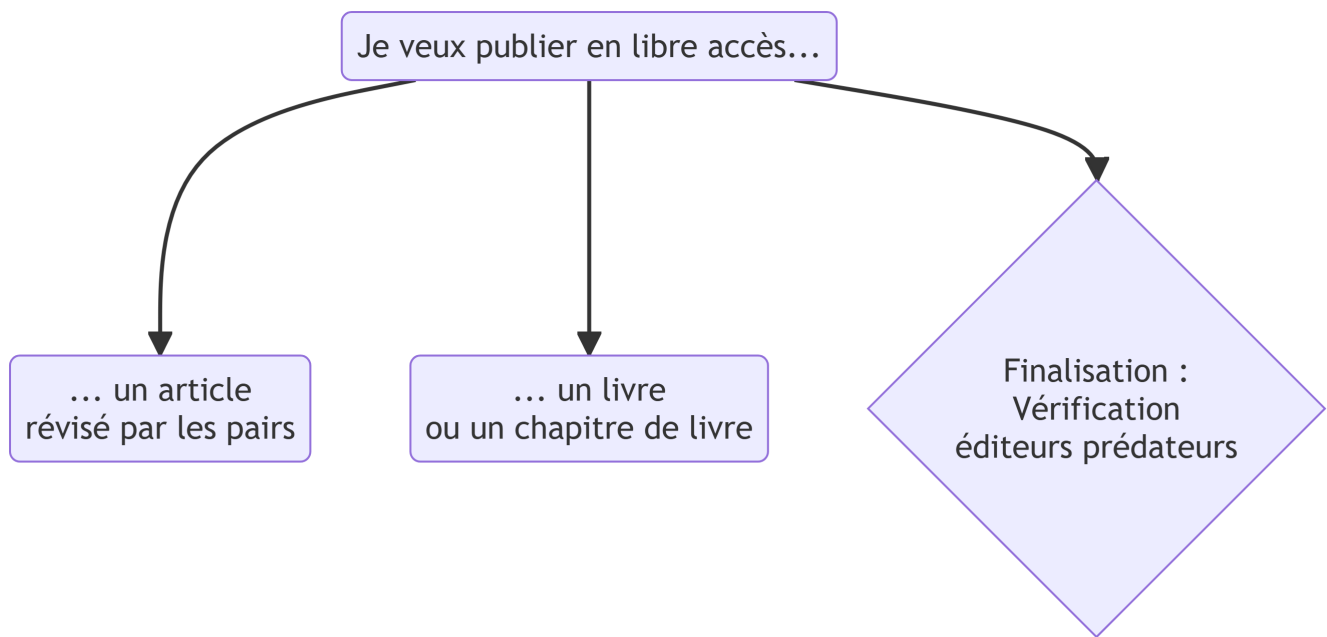 Je veux publier en libre accès...
... un article
révisé par les pairs
... un livre
ou un chapitre de livre
Finalisation :
Vérification
éditeurs prédateurs